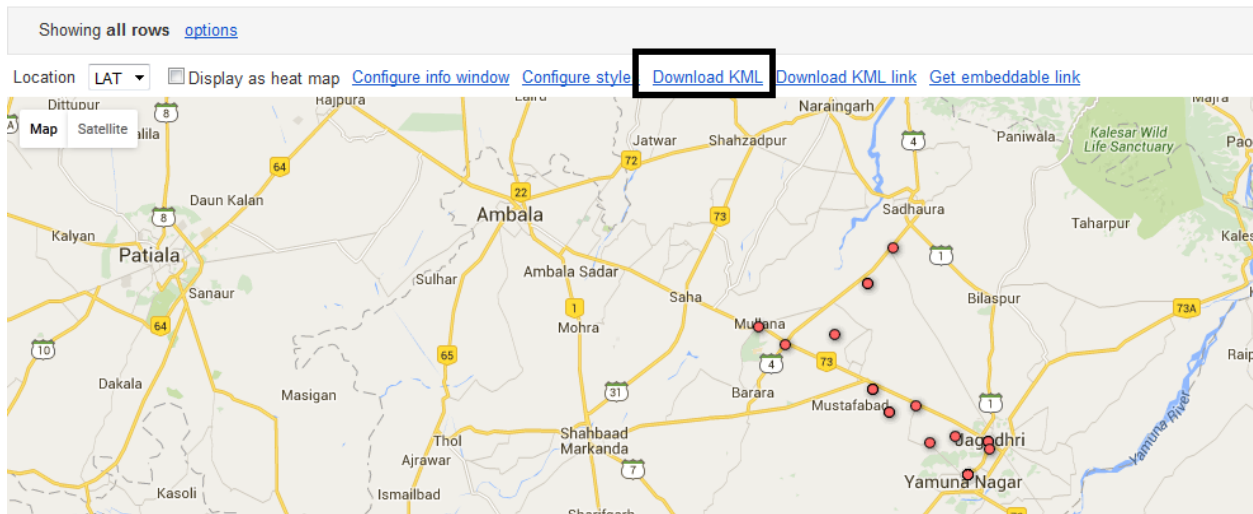 Showing all rows options
Location LAT Display as heat map Configure info window Configure style Download KML Download KML link Get embeddable link
Dittupur
Rajpura
Naraingarh
8
Map Satellite
Jatwar
Shahzadpur
4
Paniwala
Kalesar Wild
Life Sanctuary
72
64
22
Daun Kalan
Ambala
73
Sadhaura
8
Taharpur
Kalyan
Patiala
1
Sulhar
Ambala Sadar
Sanaur
Saha
Bilaspur
1
73A
64
Mohra
Mullana
10
65
4
73
Dakala
Masigan
31
Barara
Mustafabad
1
Yamuna River
Thol
Shahbaad
Markanda
Jagadhri
Ajrawar
7
Yamuna Nagar
Kasoli
Ismailbad